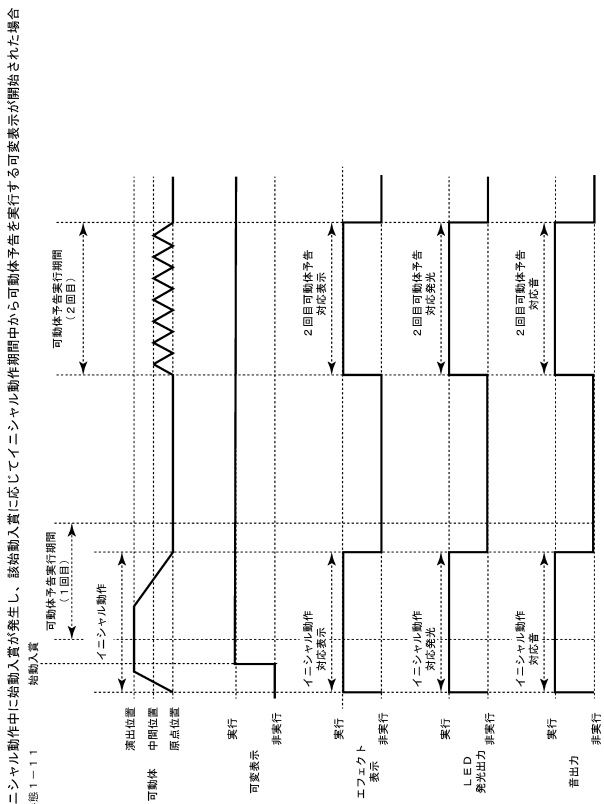 ニシャル動作中に始動入賞が発生し、該始動入賞に応じてイニシャル動作期間中から可動体予告を実行する可変表示が開始された場合
態1-11
始動入賞
可動体予告実行期間
(1回目)
可動体予告実行期間
(2回目)
イニシャル動作
演出位置
中間位置
原点位置
可動体
実行
非実行
可変表示
イニシャル動作
対応表示
2回目可動体予告
対応表示
実行
非実行
エフェクト
表示
イニシャル動作
対応発光
2回目可動体予告
対応発光
実行
非実行
LED
発光出力
イニシャル動作
対応音
2回目可動体予告
対応音
実行
非実行
音出力